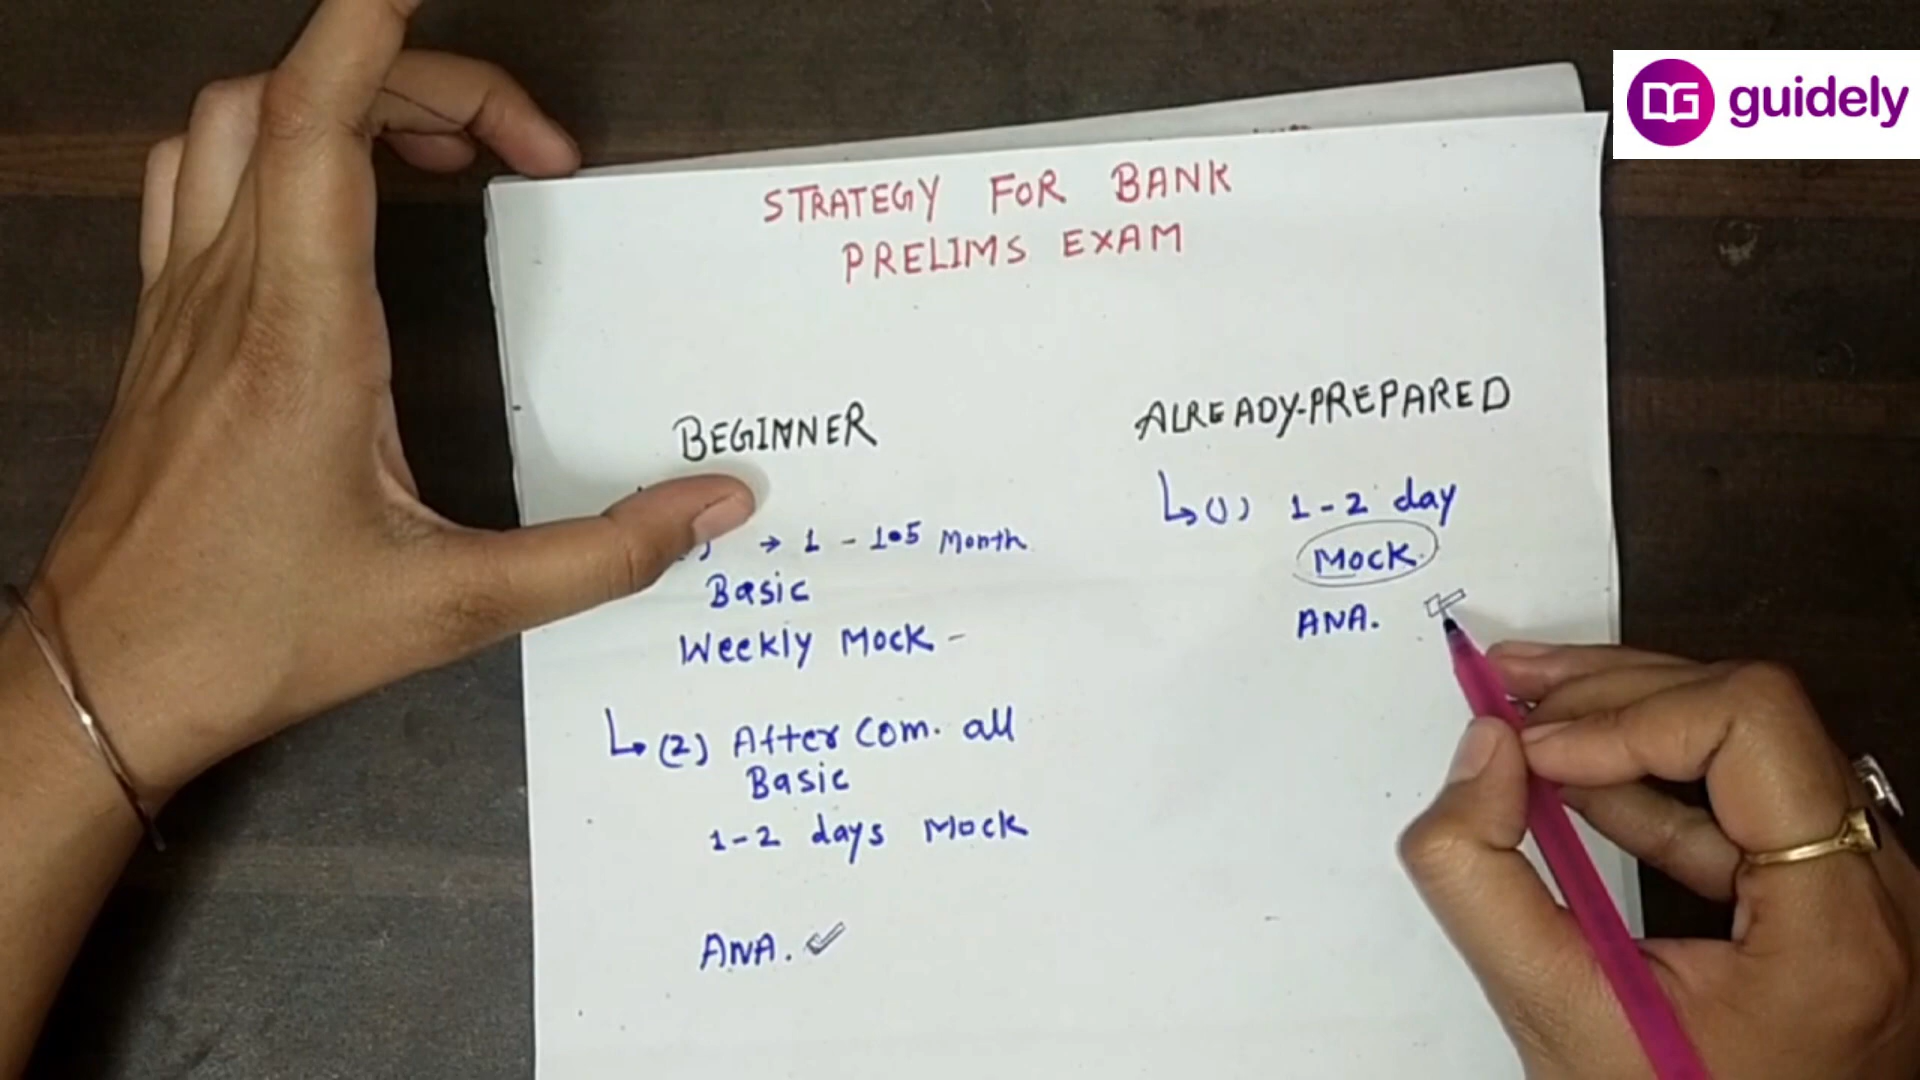 guidely
STRATEGY FOR BANK
PRELIMS EXAM
BEGINNER
→ 1 - 1.5 Month
Basic
Weekly Mock -
↳ (2) After Com. all
Basic
1-2 days Mock
ANA. ✓
ALREADY-PREPARED
↳ (1) 1-2 day
Mock.
ANA.